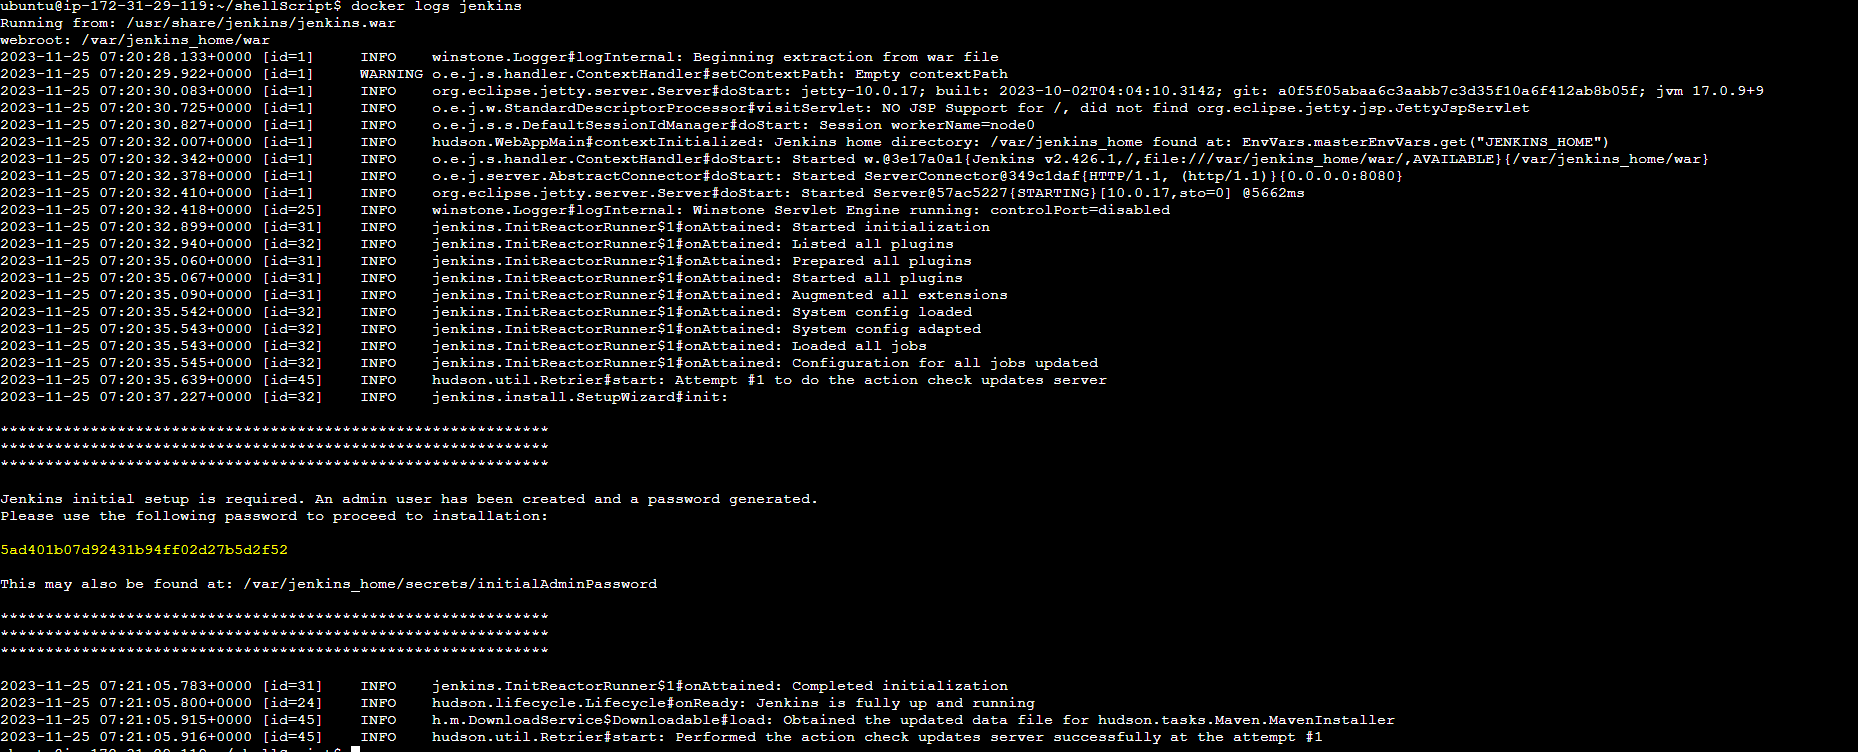 ubuntu@ip-172-31-29-119:~/shellScript$ docker logs jenkins
Running from: /usr/share/jenkins/jenkins.war
webroot: /var/jenkins_home/war
2023-11-25 07:20:28.133+0000 [id=1] INFO winstone.Logger#logInternal: Beginning extraction from war file
2023-11-25 07:20:29.922+0000 [id=1] WARNING o.e.j.s.handler.ContextHandler#setContextPath: Empty contextPath
2023-11-25 07:20:30.083+0000 [id=1] INFO org.eclipse.jetty.server.Server#doStart: jetty-10.0.17; built: 2023-10-02T04:04:10.314Z; git: a0f5f05abaa6c3aabb7c3d35f10a6f412ab8b05f; jvm 17.0.9+9
2023-11-25 07:20:30.725+0000 [id=1] INFO o.e.j.w.StandardDescriptorProcessor#visitServlet: NO JSP Support for /, did not find org.eclipse.jetty.jsp.JettyJspServlet
2023-11-25 07:20:30.827+0000 [id=1] INFO o.e.j.s.s.DefaultSessionIdManager#doStart: Session workerName=node0
2023-11-25 07:20:32.007+0000 [id=1] INFO hudson.WebAppMain#contextInitialized: Jenkins home directory: /var/jenkins_home found at: EnvVars.masterEnvVars.get("JENKINS_HOME")
2023-11-25 07:20:32.342+0000 [id=1] INFO o.e.j.s.handler.ContextHandler#doStart: Started w.@3e17a0a1{Jenkins v2.426.1,/,file:///var/jenkins_home/war/,AVAILABLE}{/var/jenkins_home/war}
2023-11-25 07:20:32.378+0000 [id=1] INFO o.e.j.server.AbstractConnector#doStart: Started ServerConnector@349c1daf{HTTP/1.1, (http/1.1)}{0.0.0.0:8080}
2023-11-25 07:20:32.410+0000 [id=1] INFO org.eclipse.jetty.server.Server#doStart: Started Server@57ac5227{STARTING}[10.0.17,sto=0] @5662ms
2023-11-25 07:20:32.418+0000 [id=25] INFO winstone.Logger#logInternal: Winstone Servlet Engine running: controlPort=disabled
2023-11-25 07:20:32.899+0000 [id=31] INFO jenkins.InitReactorRunner$1#onAttained: Started initialization
2023-11-25 07:20:32.940+0000 [id=32] INFO jenkins.InitReactorRunner$1#onAttained: Listed all plugins
2023-11-25 07:20:35.060+0000 [id=31] INFO jenkins.InitReactorRunner$1#onAttained: Prepared all plugins
2023-11-25 07:20:35.067+0000 [id=31] INFO jenkins.InitReactorRunner$1#onAttained: Started all plugins
2023-11-25 07:20:35.090+0000 [id=31] INFO jenkins.InitReactorRunner$1#onAttained: Augmented all extensions
2023-11-25 07:20:35.542+0000 [id=32] INFO jenkins.InitReactorRunner$1#onAttained: System config loaded
2023-11-25 07:20:35.543+0000 [id=32] INFO jenkins.InitReactorRunner$1#onAttained: System config adapted
2023-11-25 07:20:35.543+0000 [id=32] INFO jenkins.InitReactorRunner$1#onAttained: Loaded all jobs
2023-11-25 07:20:35.545+0000 [id=32] INFO jenkins.InitReactorRunner$1#onAttained: Configuration for all jobs updated
2023-11-25 07:20:35.639+0000 [id=45] INFO hudson.util.Retrier#start: Attempt #1 to do the action check updates server
2023-11-25 07:20:37.227+0000 [id=32] INFO jenkins.install.SetupWizard#init:
*************************************************************
*************************************************************
*************************************************************
Jenkins initial setup is required. An admin user has been created and a password generated.
Please use the following password to proceed to installation:
5ad401b07d92431b94ff02d27b5d2f52
This may also be found at: /var/jenkins_home/secrets/initialAdminPassword
*************************************************************
*************************************************************
*************************************************************
2023-11-25 07:21:05.783+0000 [id=31] INFO jenkins.InitReactorRunner$1#onAttained: Completed initialization
2023-11-25 07:21:05.800+0000 [id=24] INFO hudson.lifecycle.Lifecycle#onReady: Jenkins is fully up and running
2023-11-25 07:21:05.915+0000 [id=45] INFO h.m.DownloadService$Downloadable#load: Obtained the updated data file for hudson.tasks.Maven.MavenInstaller
2023-11-25 07:21:05.916+0000 [id=45] INFO hudson.util.Retrier#start: Performed the action check updates server successfully at the attempt #1
ubuntu@ip-172-31-29-119:~/shellScript$